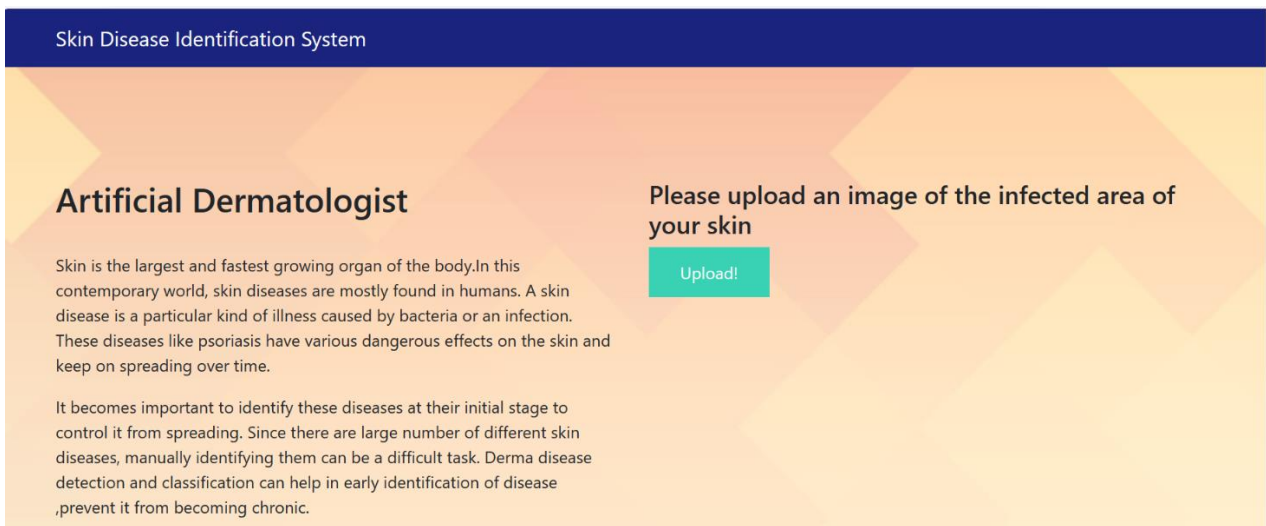 Skin Disease Identification System
Artificial Dermatologist
Skin is the largest and fastest growing organ of the body.In this
contemporary world, skin diseases are mostly found in humans. A skin
disease is a particular kind of illness caused by bacteria or an infection.
These diseases like psoriasis have various dangerous effects on the skin and
keep on spreading over time.
It becomes important to identify these diseases at their initial stage to
control it from spreading. Since there are large number of different skin
diseases, manually identifying them can be a difficult task. Derma disease
detection and classification can help in early identification of disease
,prevent it from becoming chronic.
Please upload an image of the infected area of
your skin
Upload!